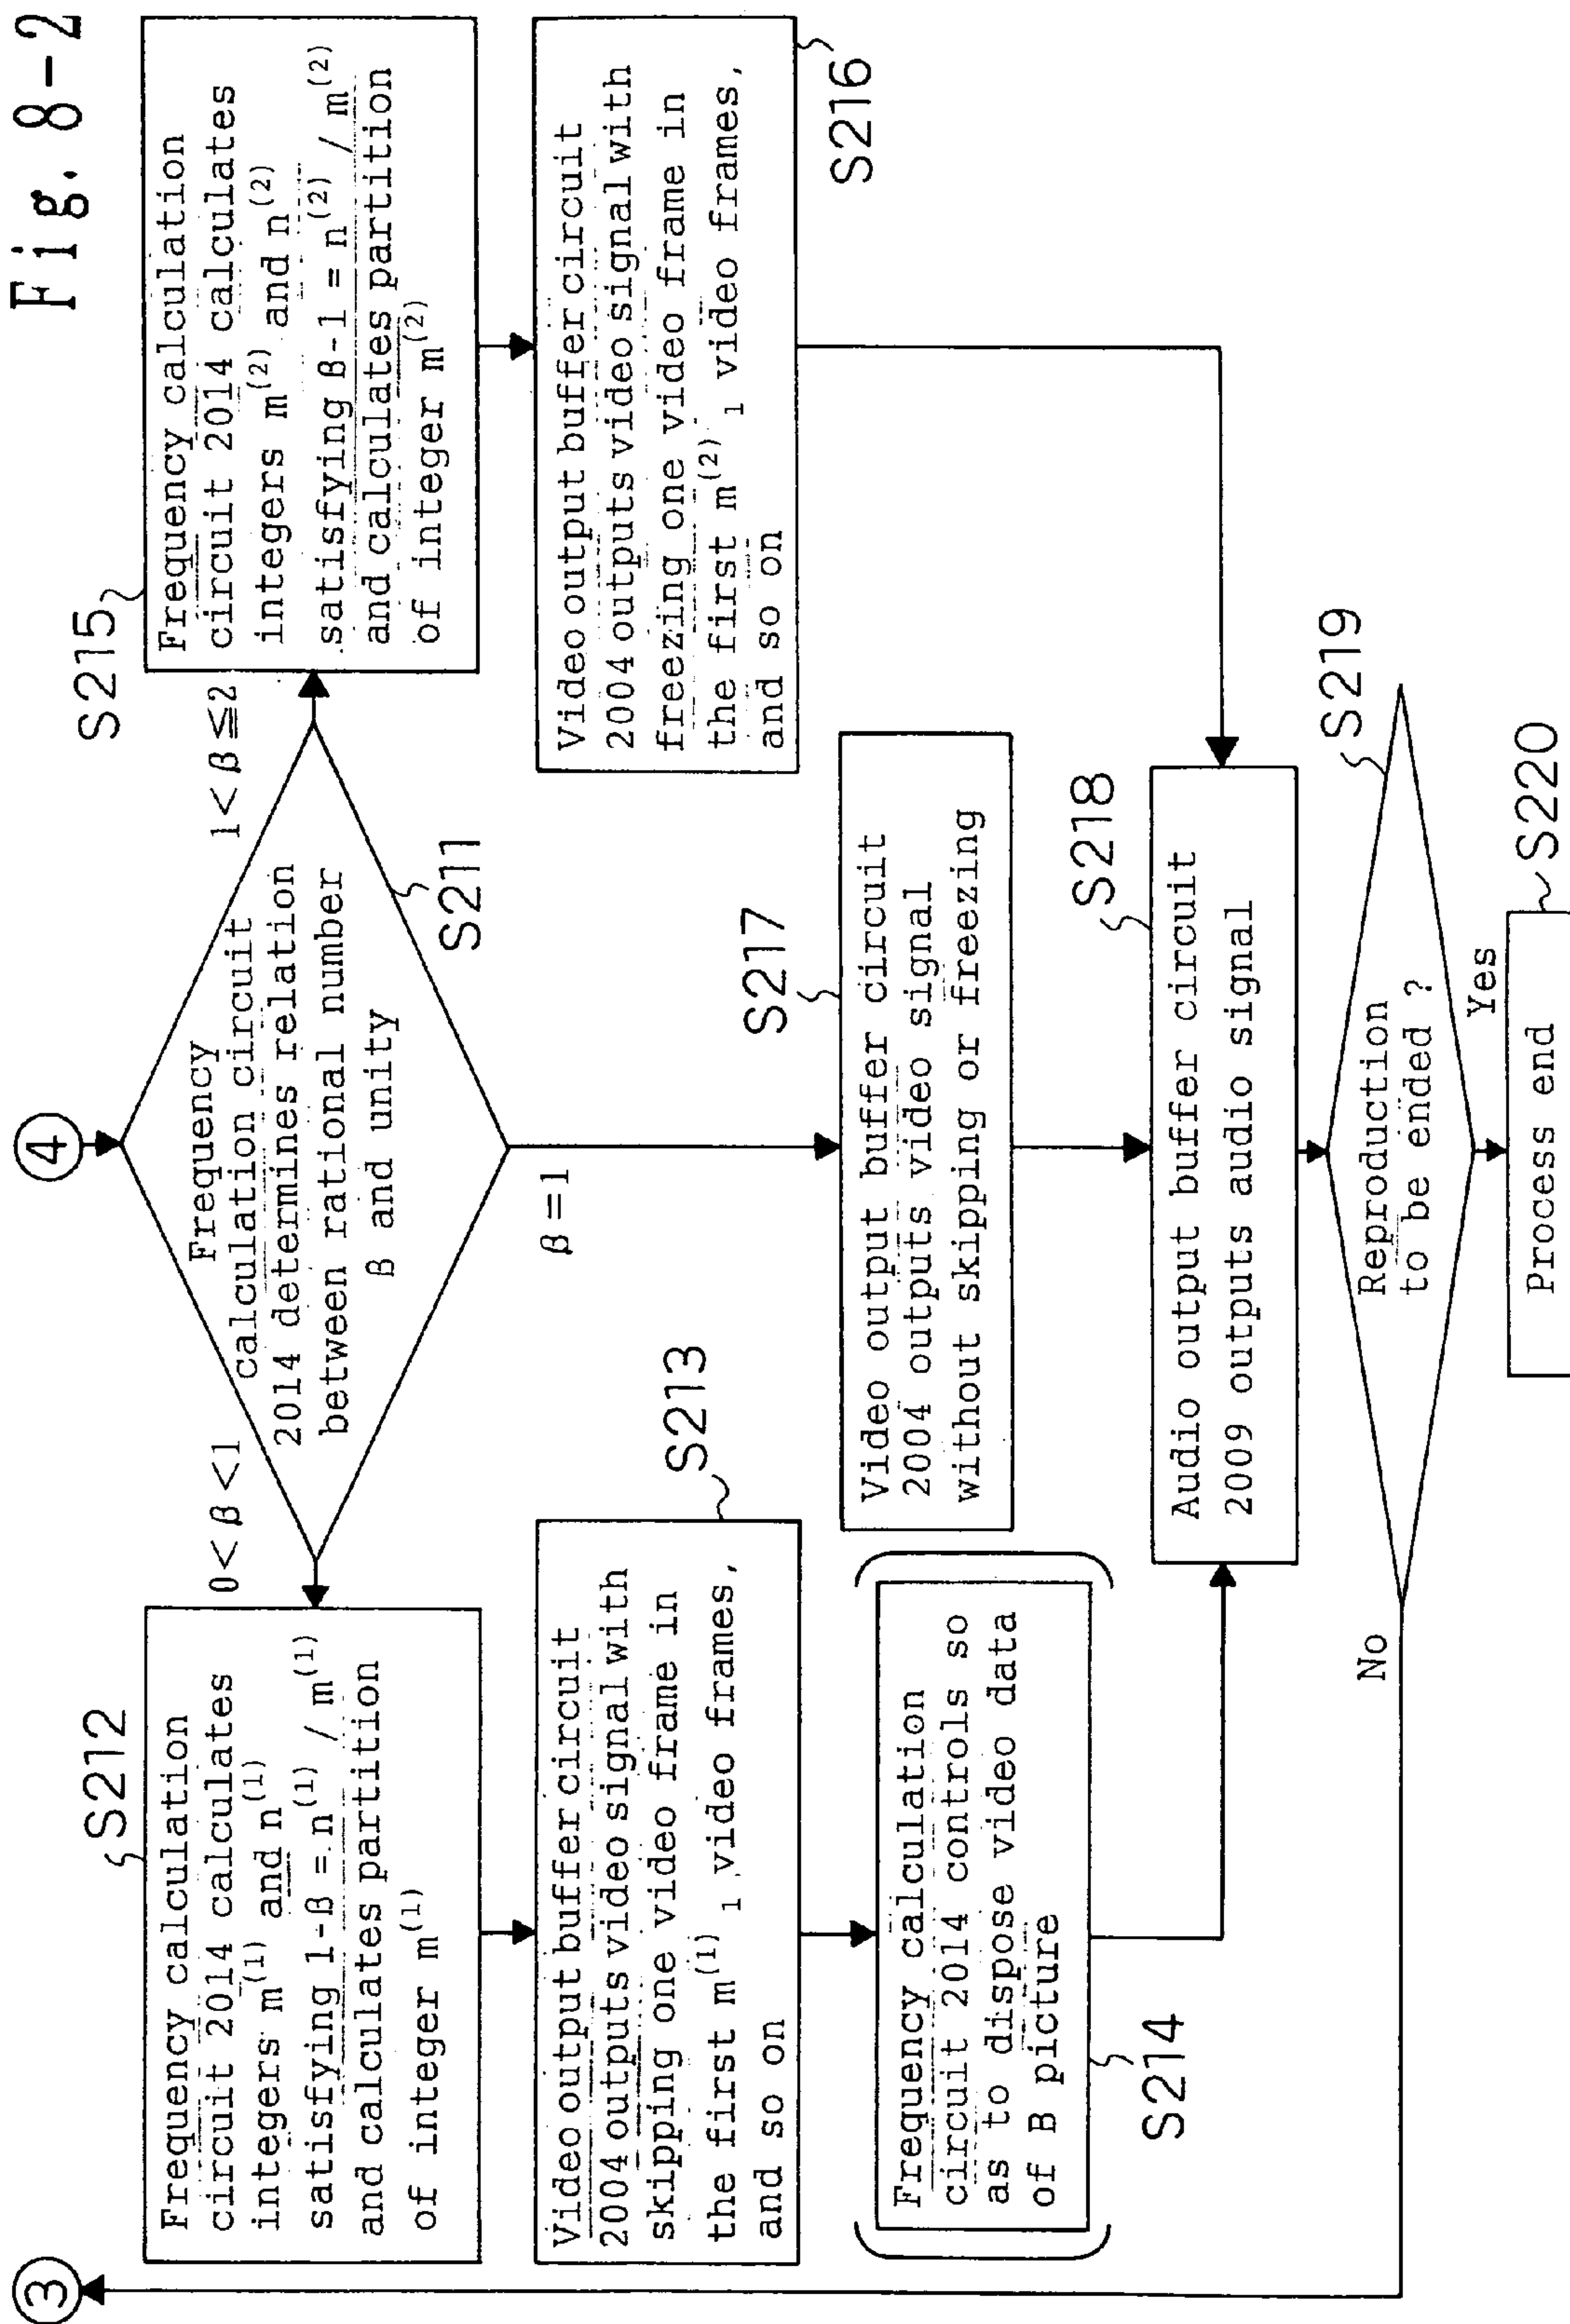 Fig. 8-2
4
3
Frequency
calculation circuit
2014 determines relation
between rational number
β and unity
S211
0<β<1
1<β≦2
β=1
S212
Frequency calculation
circuit 2014 calculates
integers m(1) and n(1)
satisfying 1-β = n(1) / m(1)
and calculates partition
of integer m(1)
Video output buffer circuit
2004 outputs video signal with
skipping one video frame in
the first m(1) 1 video frames,
and so on
S213
Frequency calculation
circuit 2014 controls so
as to dispose video data
of B picture
S214
S215
Frequency calculation
circuit 2014 calculates
integers m(2) and n(2)
satisfying β-1 = n(2) / m(2)
and calculates partition
of integer m(2)
Video output buffer circuit
2004 outputs video signal with
freezing one video frame in
the first m(2) 1 video frames,
and so on
S216
S217
Video output buffer circuit
2004 outputs video signal
without skipping or freezing
S218
Audio output buffer circuit
2009 outputs audio signal
Reproduction
to be ended ?
S219
No
Yes
Process end
S220